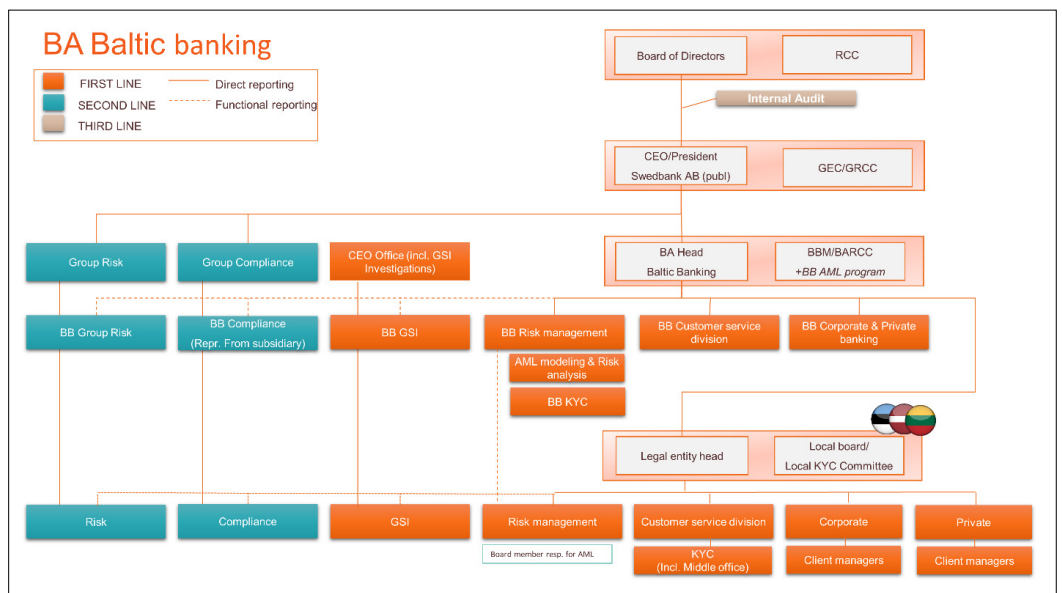 BA Baltic banking
FIRST LINE
Direct reporting
SECOND LINE
Functional reporting
THIRD LINE
Board of Directors
RCC
Internal Audit
CEO/President
Swedbank AB (publ)
GEC/GRCC
Group Risk
Group Compliance
CEO Office (incl. GSI
Investigations)
BA Head
Baltic Banking
BBM/BARCC
+BB AML program
BB Group Risk
BB Compliance
(Repr. From subsidiary)
BB GSI
BB Risk management
BB Customer service
division
BB Corporate & Private
banking
AML modeling & Risk
analysis
BB KYC
Legal entity head
Local board/
Local KYC Committee
Risk
Compliance
GSI
Risk management
Customer service division
Corporate
Private
Board member resp. for AML
KYC
(Incl. Middle office)
Client managers
Client managers